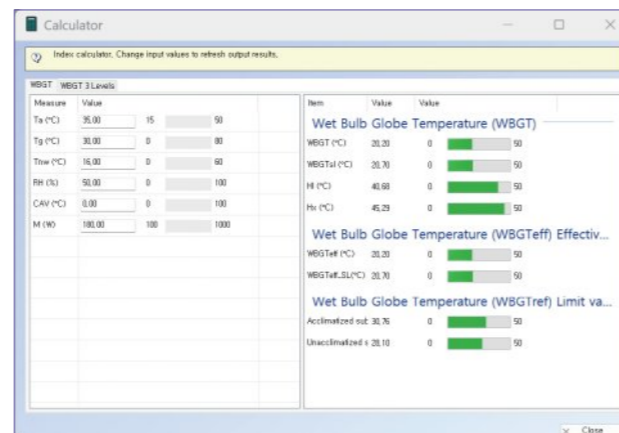 Calculator
Index calculator. Change input values to refresh output results.
WBGT WBGT 3 Levels
Measure Value
Ta (°C) 35,00 15 50
Tg (°C) 30,00 0 80
Tnw (°C) 16,00 0 60
RH (%) 50,00 0 100
CAV (°C) 0,00 0 100
M (W) 180,00 100 1000
Item Value Value
Wet Bulb Globe Temperature (WBGT)
WBGT (°C) 20,20 0 50
WBGTsl (°C) 20,70 0 50
HI (°C) 40,68 0 50
Hx (°C) 45,29 0 50
Wet Bulb Globe Temperature (WBGTeff) Effectiv...
WBGTeff (°C) 20,20 0 50
WBGTeff_SL(°C) 20,70 0 50
Wet Bulb Globe Temperature (WBGTref) Limit va...
Acclimatized sub 30,76 0 50
Unacclimatized s 28,10 0 50
Close